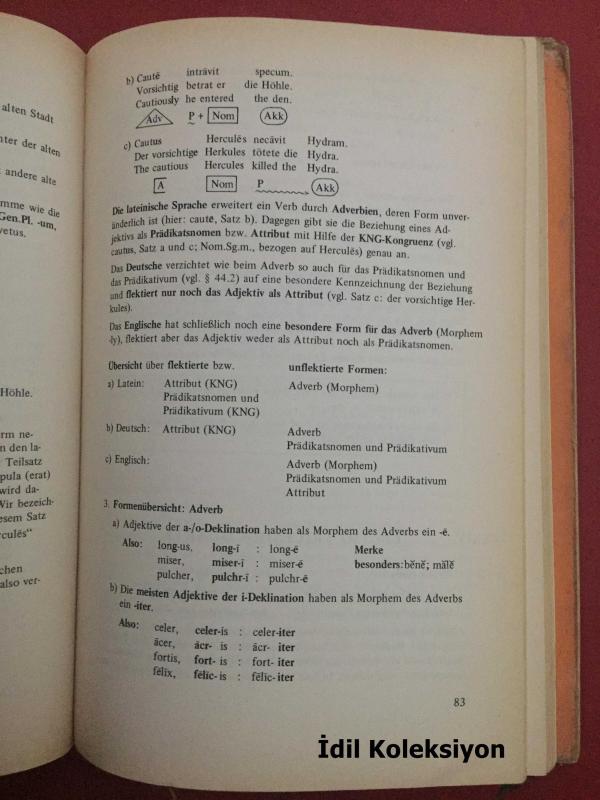 alten Stadt
nter der alten
andere alte
mme wie die
Gen.Pl. -um,
vetus.
Höhle.
rm ne-
n den la-
Teilsatz
pula (erat)
wird da-
Wir bezeich-
esem Satz
culēs"
chen
also ver-
b) Cautē intrāvit specum.
Vorsichtig betrat er die Höhle.
Cautiously he entered the den.
Adv P + Nom Akk
c) Cautus Herculēs necāvit Hydram.
Der vorsichtige Herkules tötete die Hydra.
The cautious Hercules killed the Hydra.
A Nom P Akk
Die lateinische Sprache erweitert ein Verb durch Adverbien, deren Form unver-
änderlich ist (hier: cautē, Satz b). Dagegen gibt sie die Beziehung eines Ad-
jektivs als Prädikatsnomen bzw. Attribut mit Hilfe der KNG-Kongruenz (vgl.
cautus, Satz a und c; Nom.Sg.m., bezogen auf Herculēs) genau an.
Das Deutsche verzichtet wie beim Adverb so auch für das Prädikatsnomen und
das Prädikativum (vgl. § 44.2) auf eine besondere Kennzeichnung der Beziehung
und flektiert nur noch das Adjektiv als Attribut (vgl. Satz c: der vorsichtige Her-
kules).
Das Englische hat schließlich noch eine besondere Form für das Adverb (Morphem
-ly), flektiert aber das Adjektiv weder als Attribut noch als Prädikatsnomen.
Übersicht über flektierte bzw. unflektierte Formen:
a) Latein: Attribut (KNG) Adverb (Morphem)
Prädikatsnomen und
Prädikativum (KNG)
b) Deutsch: Attribut (KNG) Adverb
Prädikatsnomen und Prädikativum
c) Englisch: Adverb (Morphem)
Prädikatsnomen und Prädikativum
Attribut
3. Formenübersicht: Adverb
a) Adjektive der a-/o-Deklination haben als Morphem des Adverbs ein -ē.
Also: long-us, long-ī : long-ē Merke
miser, miser-ī : miser-ē besonders: běně; mălě
pulcher, pulchr-ī : pulchr-ē
b) Die meisten Adjektive der i-Deklination haben als Morphem des Adverbs
ein -iter.
Also: celer, celer-is : celer-iter
ācer, ācr- is : ācr- iter
fortis, fort- is : fort- iter
fēlīx, fēlīc- is : fēlīc- iter
83
İdil Koleksiyon